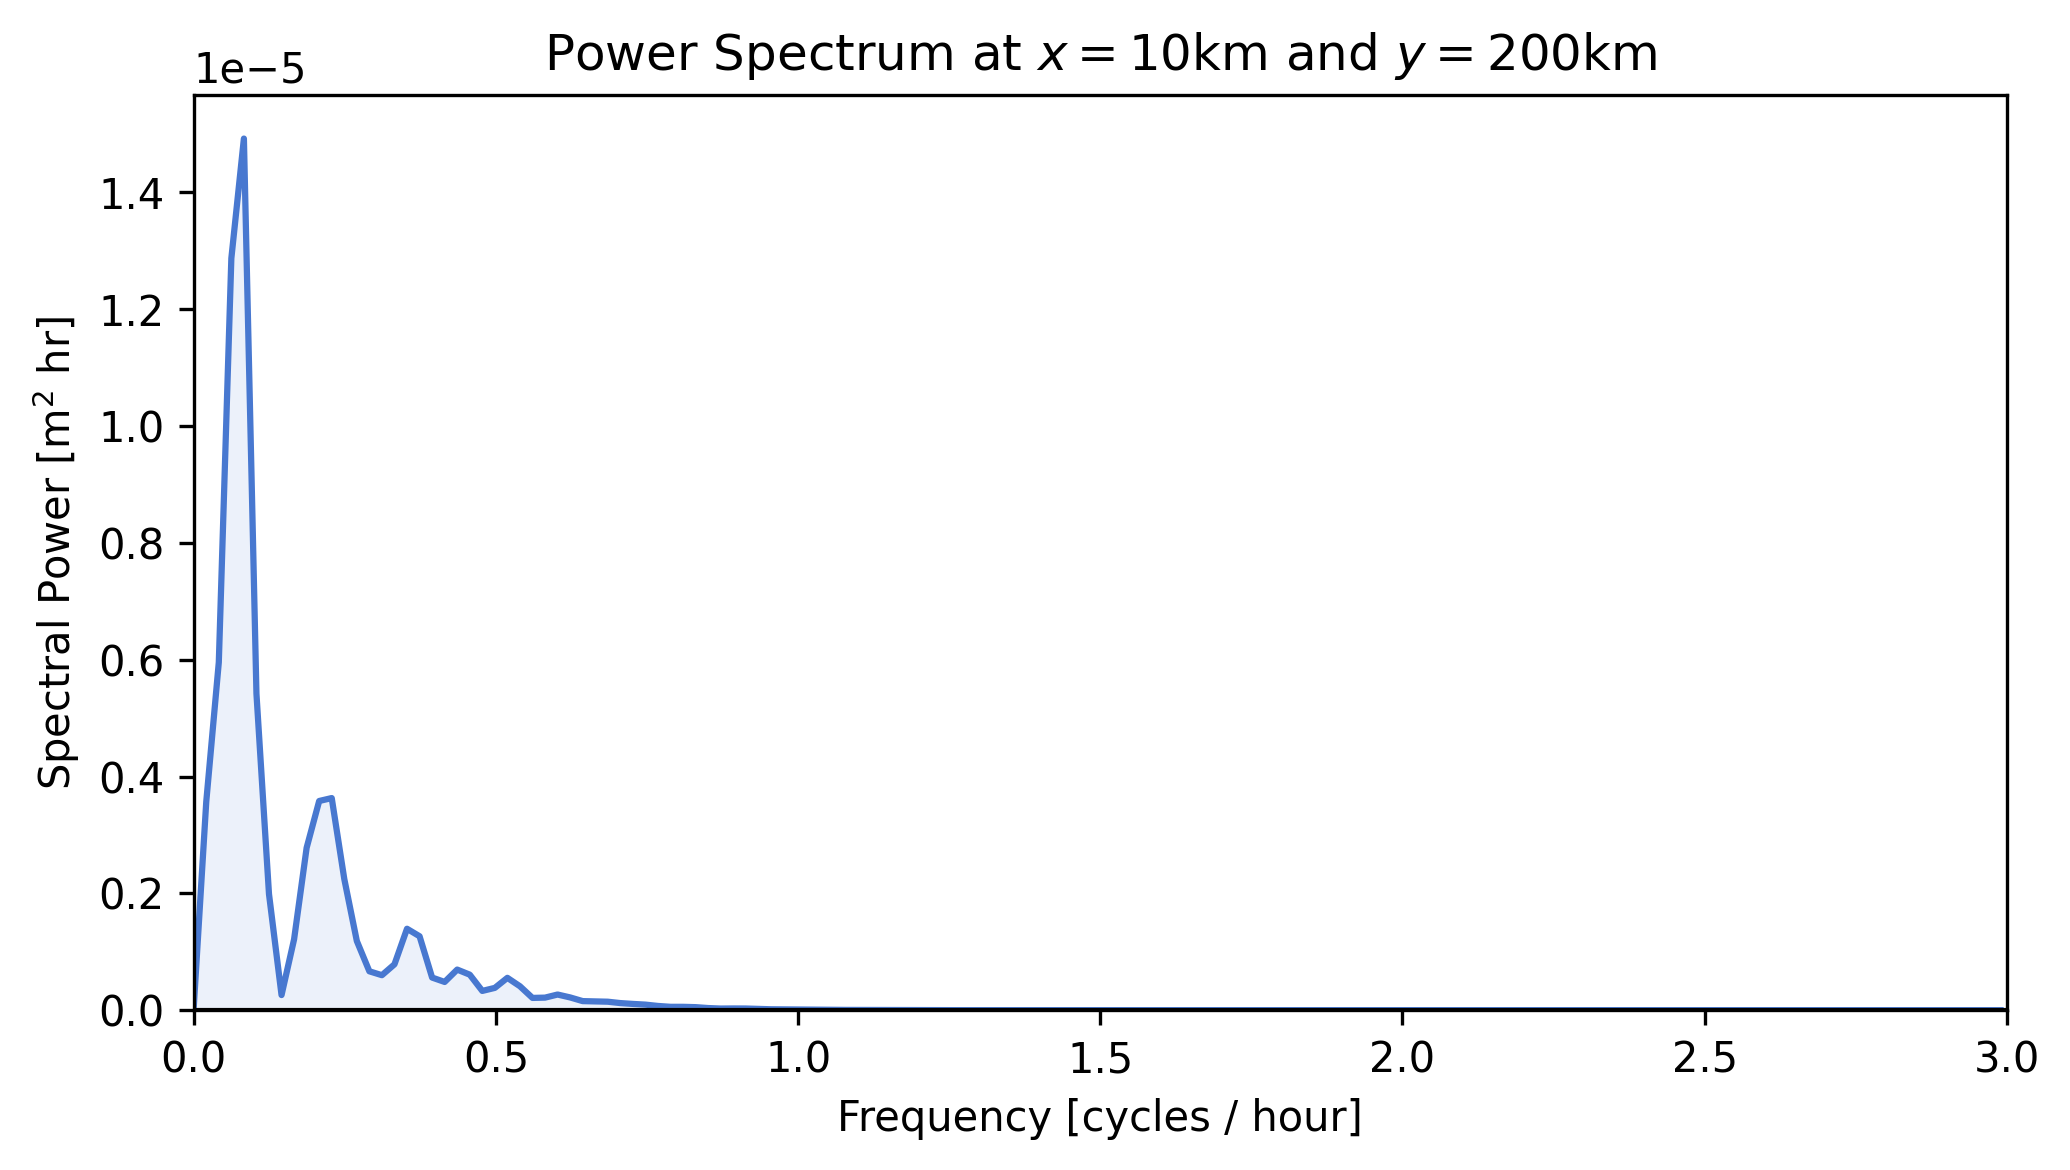 Power Spectrum at x = 10km and y = 200km
1e−5
1.4
1.2
1.0
0.8
0.6
0.4
0.2
0.0
Spectral Power [m² hr]
0.0 0.5 1.0 1.5 2.0 2.5 3.0
Frequency [cycles / hour]